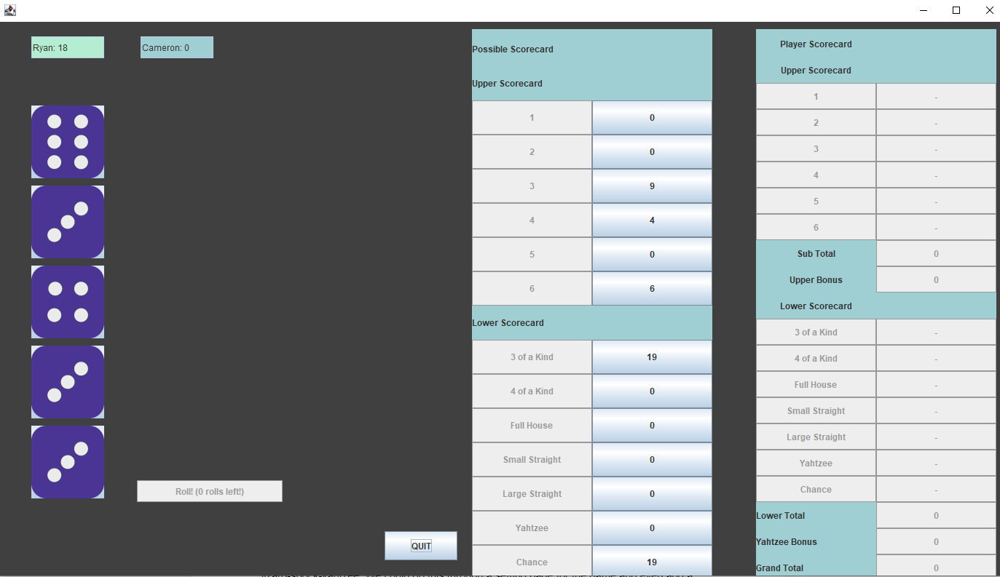 Ryan: 18
Cameron: 0
Roll! (0 rolls left!)
QUIT
Possible Scorecard
Upper Scorecard
1 0
2 0
3 9
4 4
5 0
6 6
Lower Scorecard
3 of a Kind 19
4 of a Kind 0
Full House 0
Small Straight 0
Large Straight 0
Yahtzee 0
Chance 19
Player Scorecard
Upper Scorecard
1 -
2 -
3 -
4 -
5 -
6 -
Sub Total 0
Upper Bonus 0
Lower Scorecard
3 of a Kind -
4 of a Kind -
Full House -
Small Straight -
Large Straight -
Yahtzee -
Chance -
Lower Total 0
Yahtzee Bonus 0
Grand Total 0